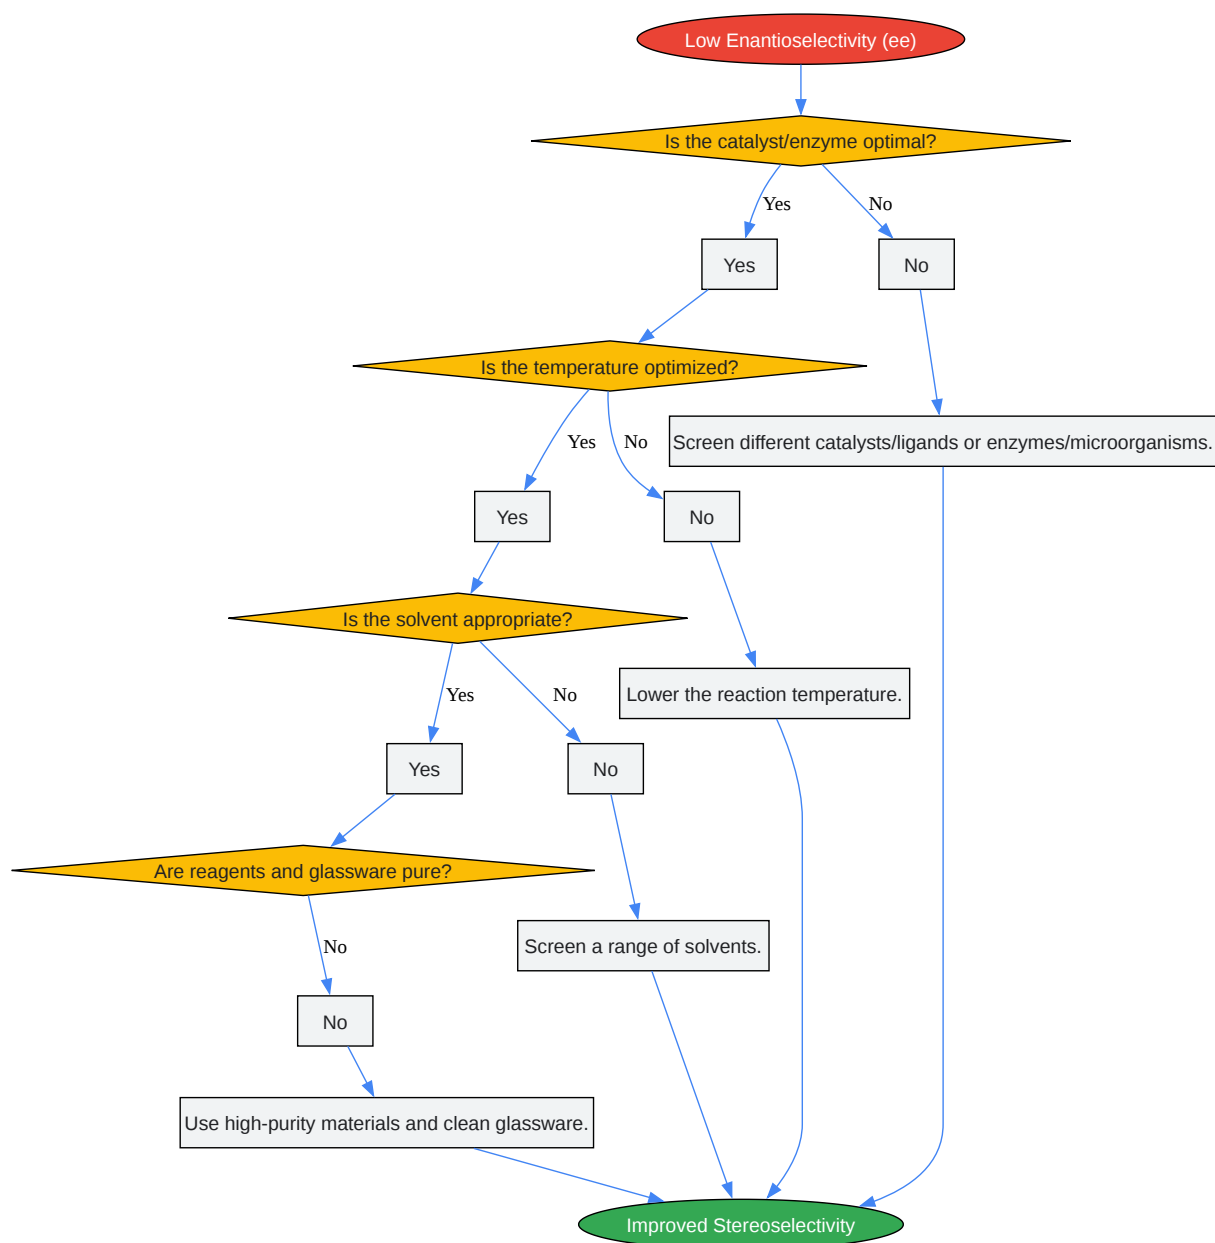 Low Enantioselectivity (ee)
Is the catalyst/enzyme optimal?
Yes
No
Yes
No
Is the temperature optimized?
Yes
No
Screen different catalysts/ligands or enzymes/microorganisms.
Yes
No
Is the solvent appropriate?
Yes
No
Lower the reaction temperature.
Yes
No
Are reagents and glassware pure?
No
Screen a range of solvents.
No
Use high-purity materials and clean glassware.
Improved Stereoselectivity